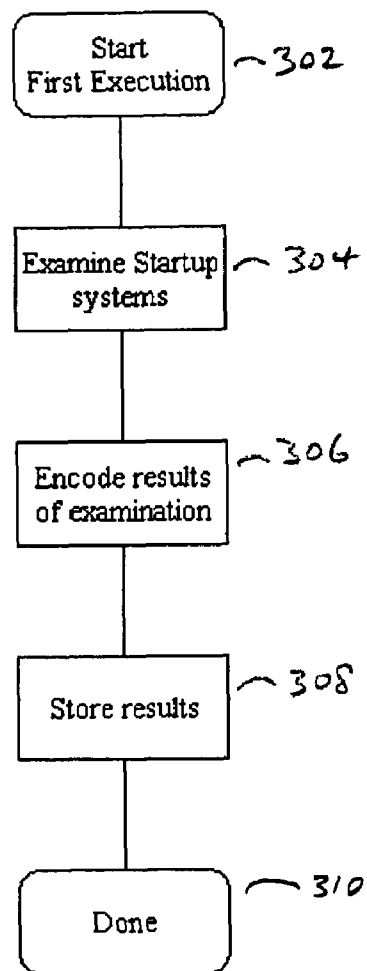 Start
First Execution
302
Examine Startup
systems
304
Encode results
of examination
306
Store results
308
Done
310